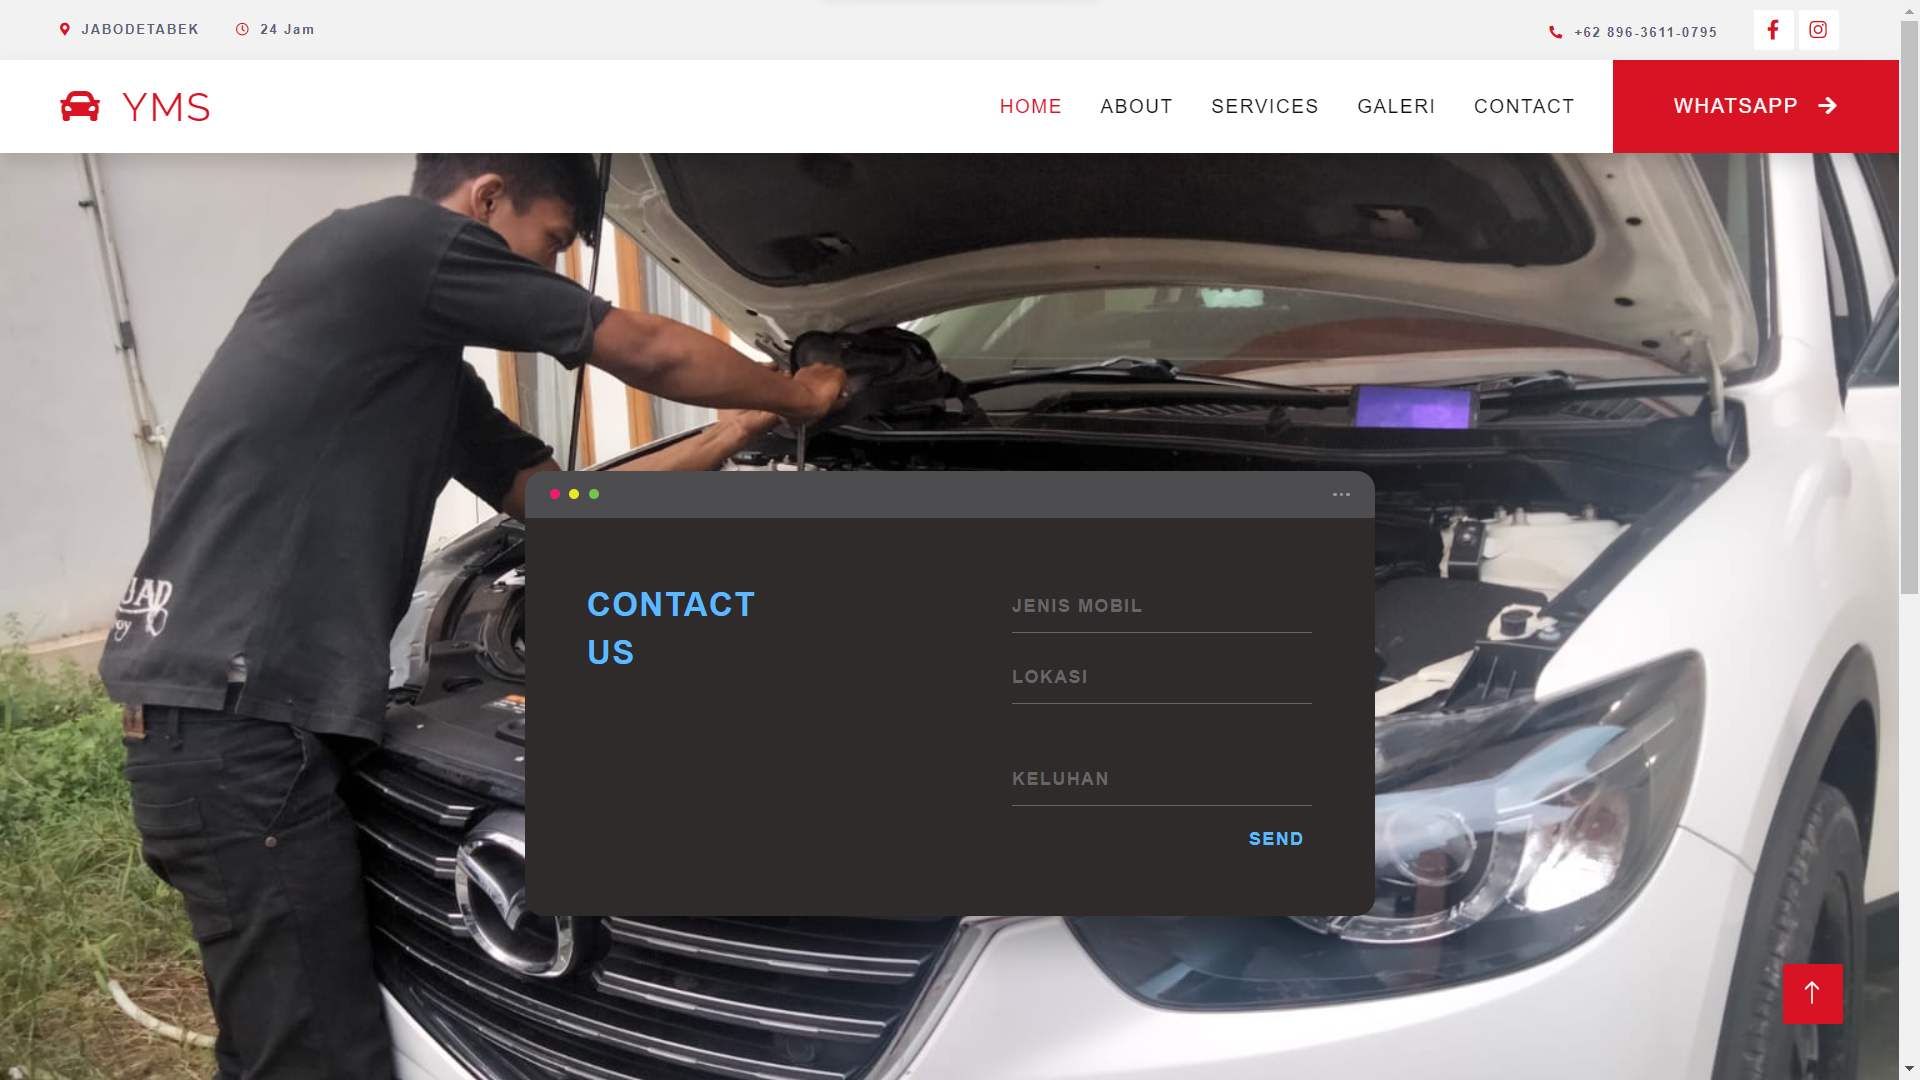 JABODETABEK
24 Jam
+62 896-3611-0795
YMS
HOME
ABOUT
SERVICES
GALERI
CONTACT
WHATSAPP
CONTACT
US
JENIS MOBIL
LOKASI
KELUHAN
SEND